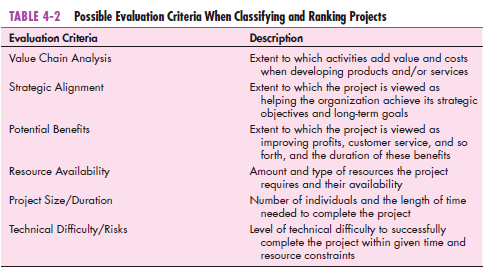 TABLE 4-2 Possible Evaluation Criteria When Classifying and Ranking Projects
Evaluation Criteria Description
Value Chain Analysis Extent to which activities add value and costs
when developing products and/or services
Strategic Alignment Extent to which the project is viewed as
helping the organization achieve its strategic
objectives and long-term goals
Potential Benefits Extent to which the project is viewed as
improving profits, customer service, and so
forth, and the duration of these benefits
Resource Availability Amount and type of resources the project
requires and their availability
Project Size/Duration Number of individuals and the length of time
needed to complete the project
Technical Difficulty/Risks Level of technical difficulty to successfully
complete the project within given time and
resource constraints